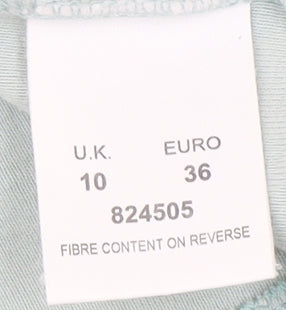 U.K. EURO
10 36
824505
FIBRE CONTENT ON REVERSE